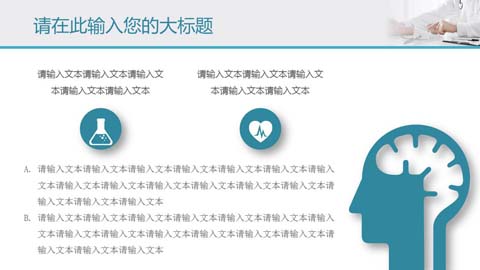 请在此输入您的大标题
请输入文本请输入文本请输入文
本请输入文本请输入文本
请输入文本请输入文本请输入文
本请输入文本请输入文本
A. 请输入文本请输入文本请输入文本请输入文本请输入文本请输入文本请输入
文本请输入文本请输入文本请输入文本请输入文本请输入文本请输入文本请
输入文本请输入文本请输入文本
B. 请输入文本请输入文本请输入文本请输入文本请输入文本请输入文本请输入
文本请输入文本请输入文本请输入文本请输入文本请输入文本请输入文本请
输入文本请输入文本请输入文本